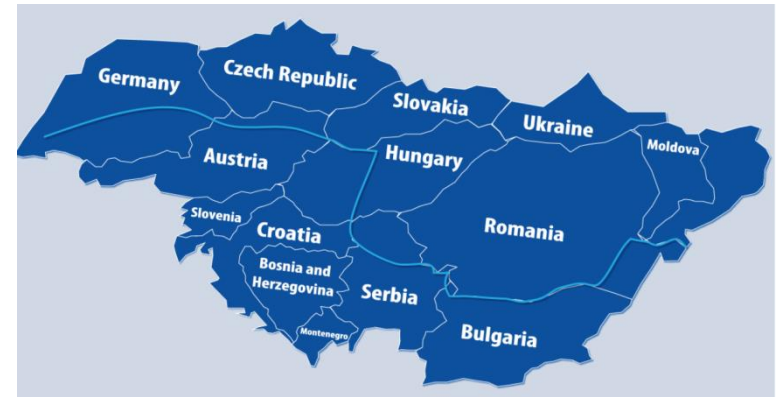 Germany
Czech Republic
Slovakia
Ukraine
Moldova
Austria
Hungary
Slovenia
Croatia
Romania
Bosnia and
Herzegovina
Serbia
Montenegro
Bulgaria